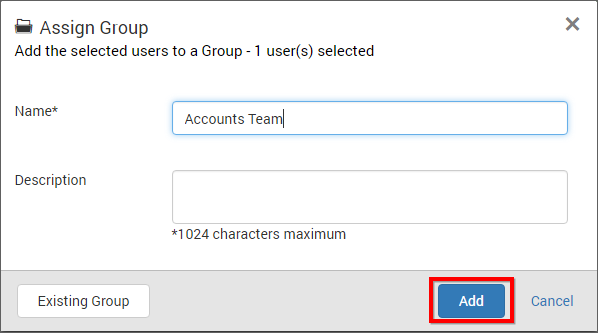 Assign Group
Add the selected users to a Group - 1 user(s) selected
Name*
Accounts Team
Description
*1024 characters maximum
Existing Group
Add
Cancel